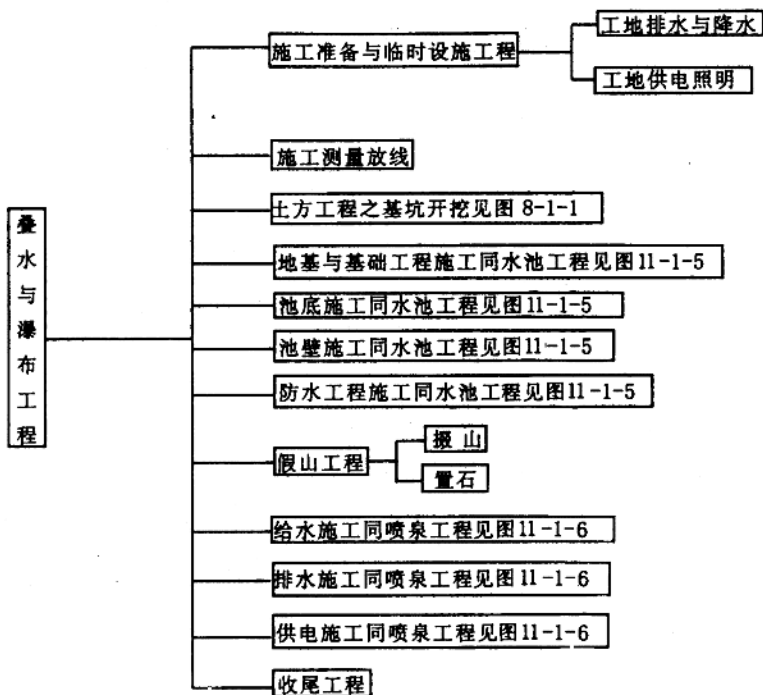 施工准备与临时设施工程
工地排水与降水
工地供电照明
施工测量放线
土方工程之基坑开挖见图 8-1-1
叠水与瀑布工程
地基与基础工程施工同水池工程见图11-1-5
池底施工同水池工程见图11-1-5
池壁施工同水池工程见图11-1-5
防水工程施工同水池工程见图11-1-5
假山工程
掇 山
置石
给水施工同喷泉工程见图11-1-6
排水施工同喷泉工程见图11-1-6
供电施工同喷泉工程见图11-1-6
收尾工程